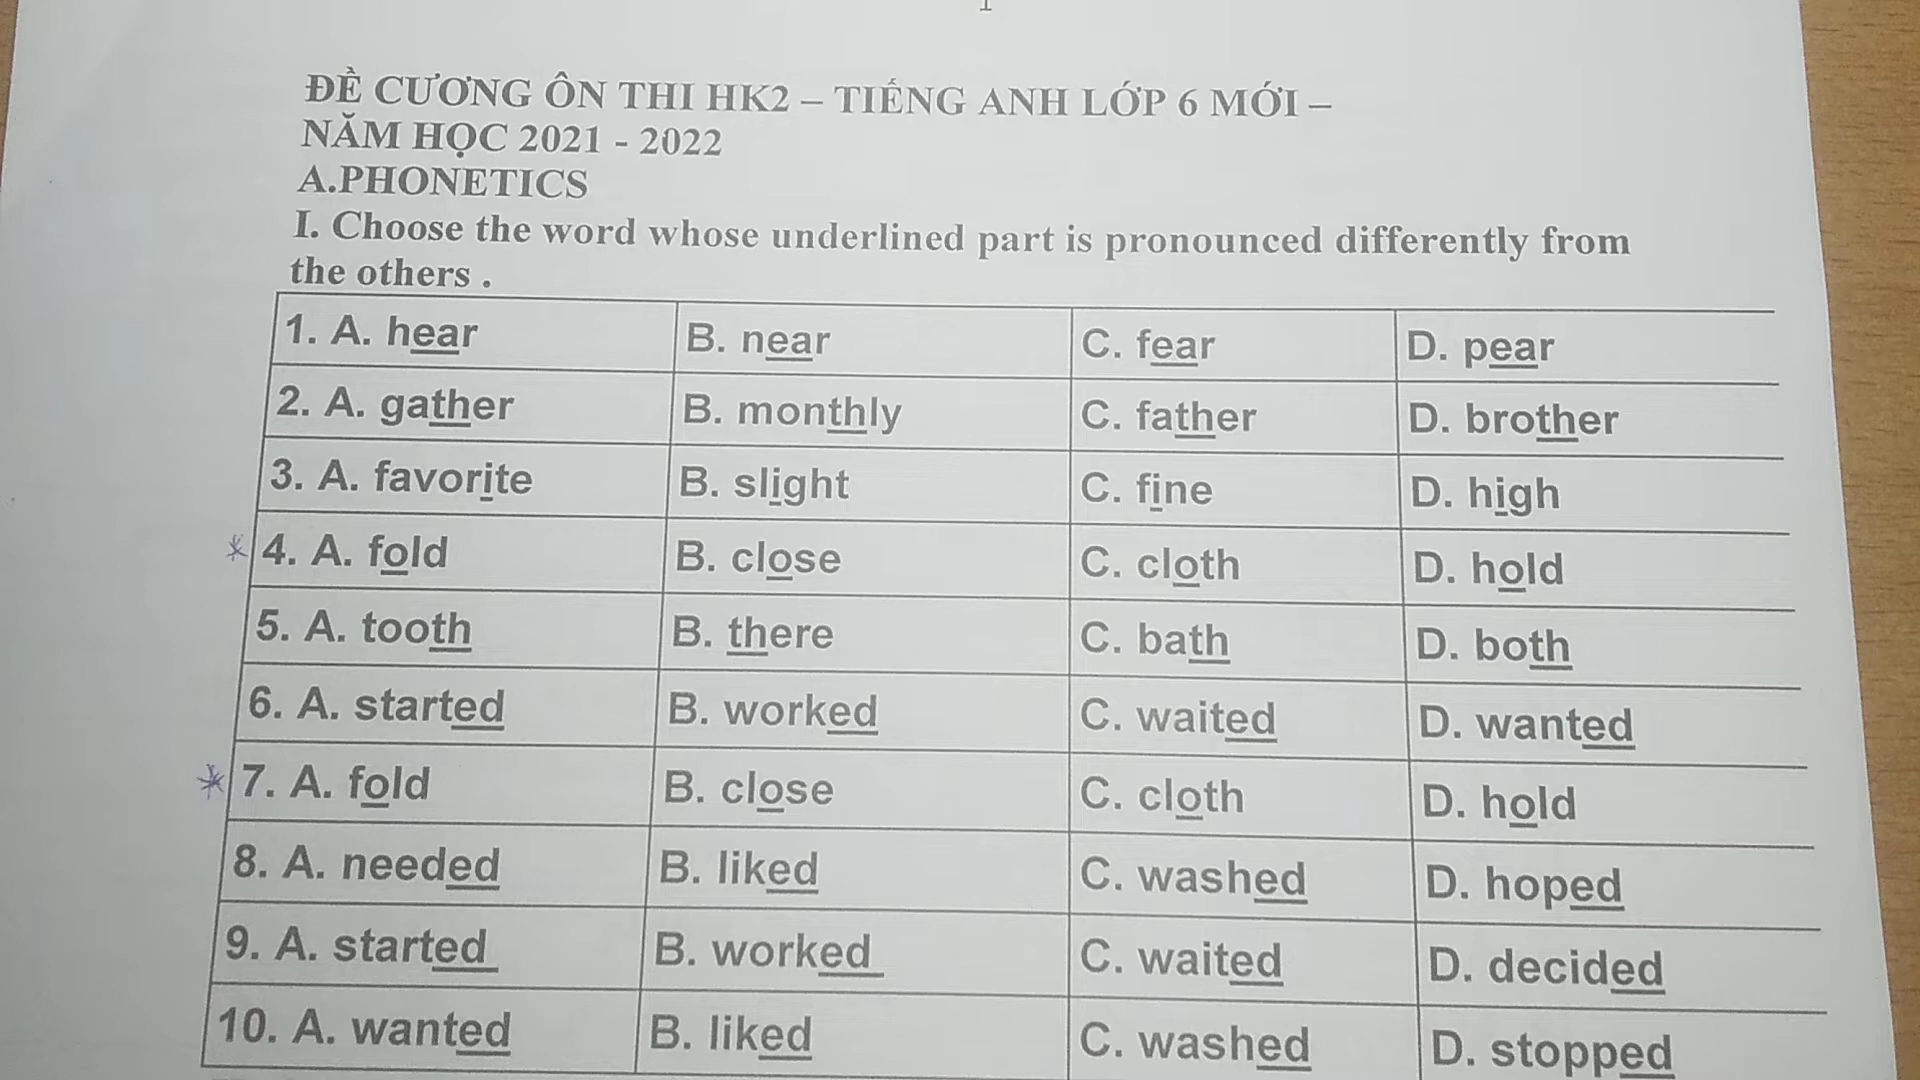 ĐỀ CƯƠNG ÔN THI HK2 – TIẾNG ANH LỚP 6 MỚI –
NĂM HỌC 2021 - 2022
A.PHONETICS
I. Choose the word whose underlined part is pronounced differently from
the others .
1. A. hear B. near C. fear D. pear
2. A. gather B. monthly C. father D. brother
3. A. favorite B. slight C. fine D. high
* 4. A. fold B. close C. cloth D. hold
5. A. tooth B. there C. bath D. both
6. A. started B. worked C. waited D. wanted
* 7. A. fold B. close C. cloth D. hold
8. A. needed B. liked C. washed D. hoped
9. A. started B. worked C. waited D. decided
10. A. wanted B. liked C. washed D. stopped